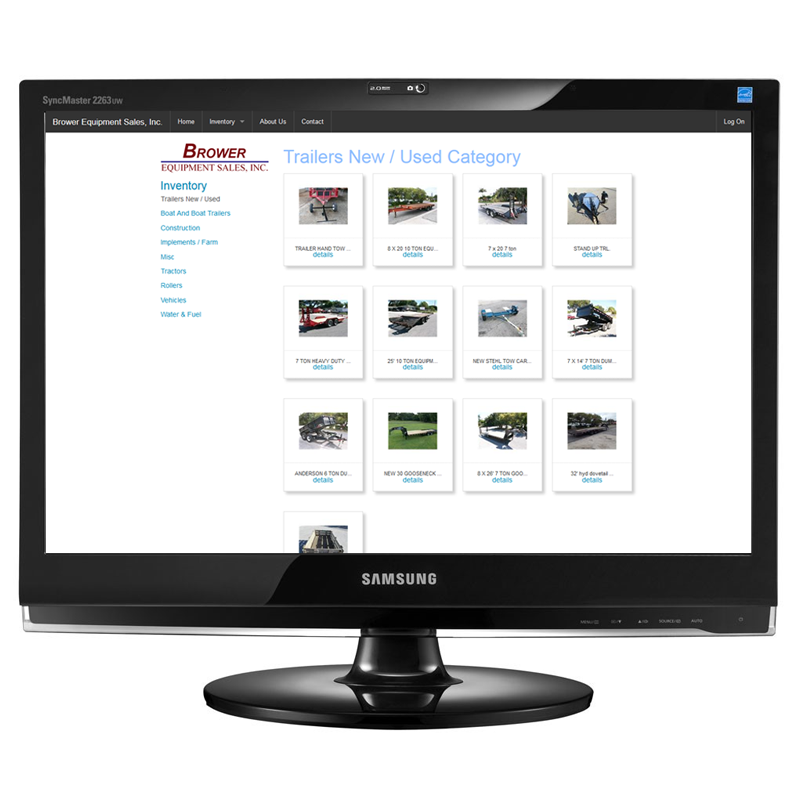 SyncMaster 2263UW
Brower Equipment Sales, Inc. Home Inventory About Us Contact Log On
BROWER
EQUIPMENT SALES, INC.
Inventory
Trailers New / Used
Boat And Boat Trailers
Construction
Implements / Farm
Misc
Tractors
Rollers
Vehicles
Water & Fuel
Trailers New / Used Category
TRAILER HAND TOW ...
details
8 X 20 10 TON EQU...
details
7 x 20 7 ton
details
STAND UP TRL.
details
7 TON HEAVY DUTY ...
details
25' 10 TON EQUIPM...
details
NEW STEHL TOW CAR...
details
7 X 14' 7 TON DUM...
details
ANDERSON 6 TON DU...
details
NEW 30 GOOSENECK ...
details
8 X 26' 7 TON GOO...
details
32' hyd dovetail ...
details
SAMSUNG
MENU
SOURCE
AUTO